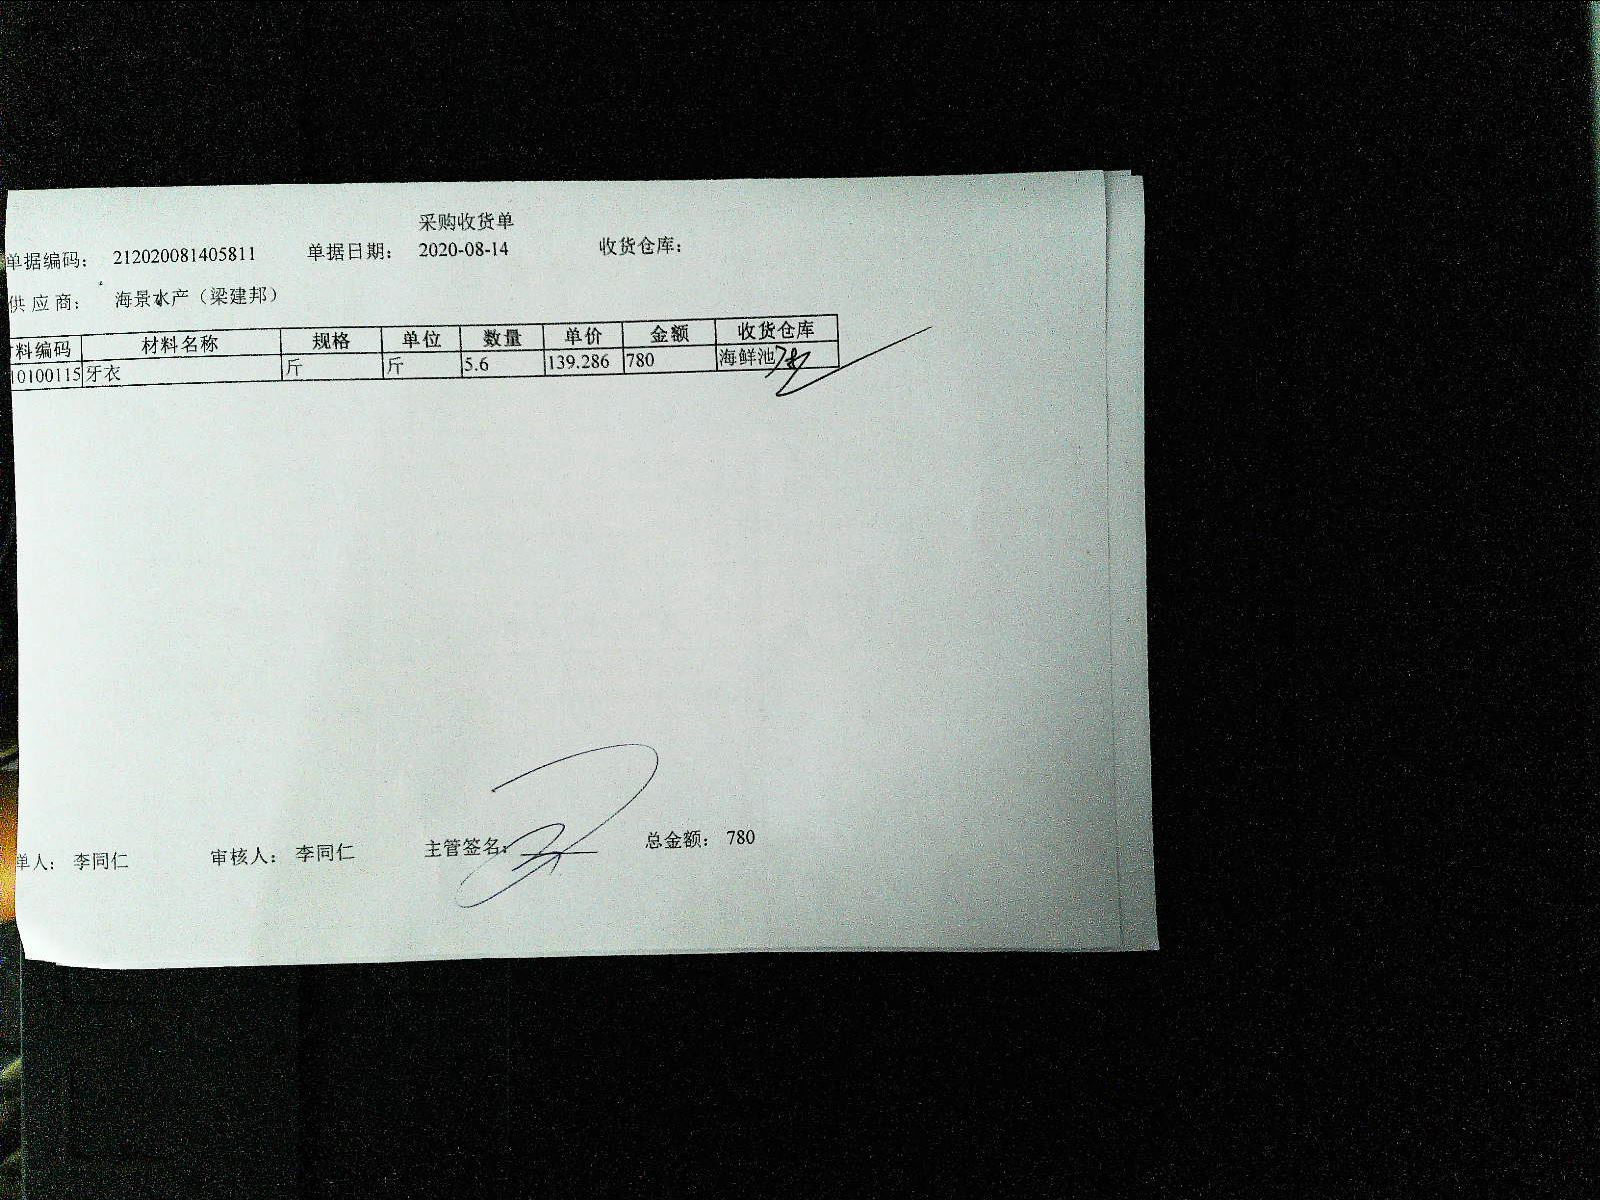 采购收货单
单据编码: 212020081405811 单据日期: 2020-08-14 收货仓库:
供应商: 海景水产（梁建邦）
料编码 材料名称 规格 单位 数量 单价 金额 收货仓库
10100115 牙衣 斤 斤 5.6 139.286 780 海鲜池
单人: 李同仁 审核人: 李同仁 主管签名: 总金额: 780